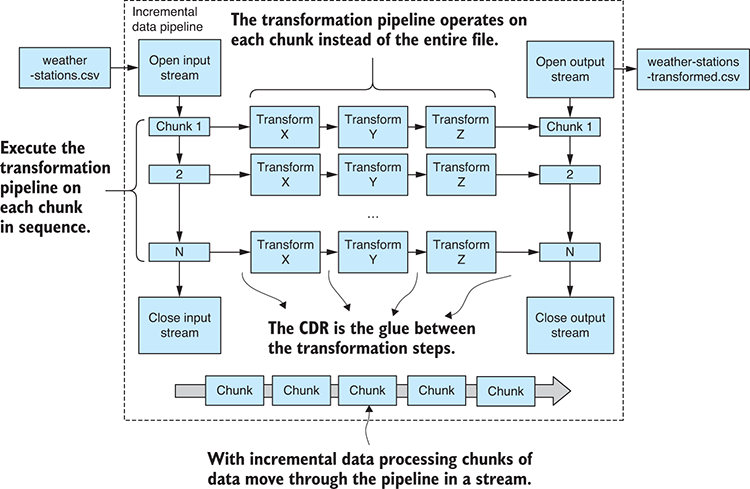 Incremental
data pipeline
The transformation pipeline operates on
each chunk instead of the entire file.
weather
-stations.csv
Open input
stream
Open output
stream
weather-stations
-transformed.csv
Execute the
transformation
pipeline on
each chunk
in sequence.
Chunk 1
Transform
X
Transform
Y
Transform
Z
Chunk 1
2
Transform
X
Transform
Y
Transform
Z
2
...
N
Transform
X
Transform
Y
Transform
Z
N
Close input
stream
The CDR is the glue between
the transformation steps.
Close output
stream
Chunk
Chunk
Chunk
Chunk
Chunk
With incremental data processing chunks of
data move through the pipeline in a stream.